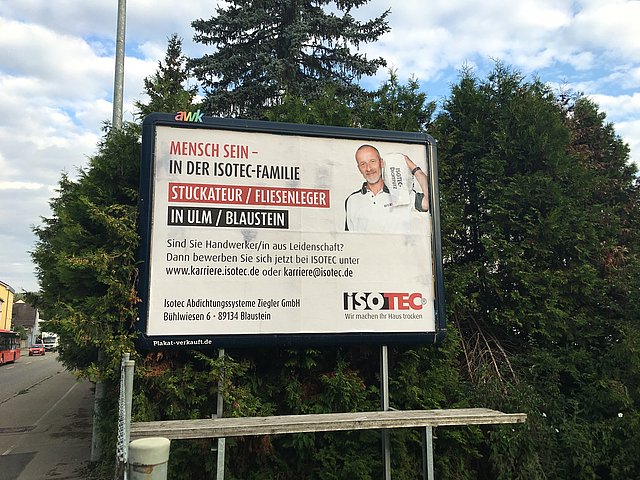 awk
MENSCH SEIN –
IN DER ISOTEC-FAMILIE
STUCKATEUR / FLIESENLEGER
IN ULM / BLAUSTEIN
Sind Sie Handwerker/in aus Leidenschaft?
Dann bewerben Sie sich jetzt bei ISOTEC unter
www.karriere.isotec.de oder karriere@isotec.de
Isotec Abdichtungssysteme Ziegler GmbH
Bühlwiesen 6 • 89134 Blaustein
ISOTEC®
Wir machen Ihr Haus trocken
Plakat-verkauft.de
ISOTEC-